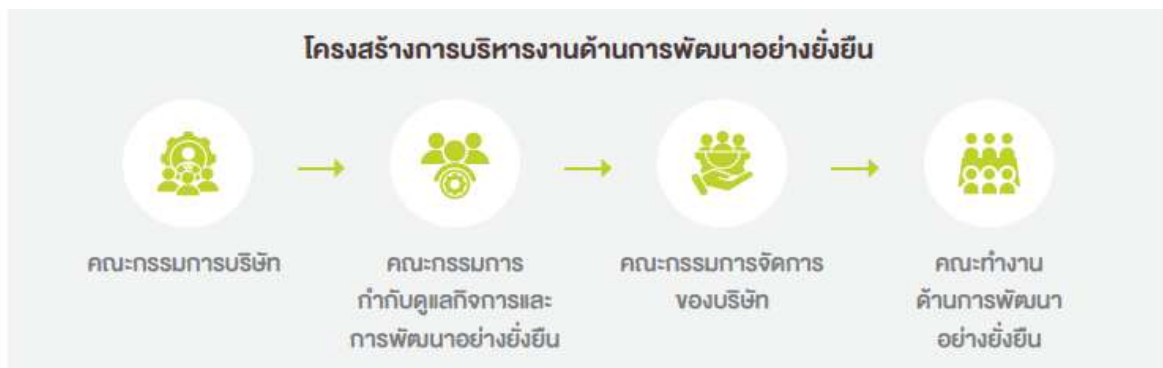 โครงสร้างการบริหารงานด้านการพัฒนาอย่างยั่งยืน
คณะกรรมการบริษัท
คณะกรรมการ
กำกับดูแลกิจการและ
การพัฒนาอย่างยั่งยืน
คณะกรรมการจัดการ
ของบริษัท
คณะทำงาน
ด้านการพัฒนา
อย่างยั่งยืน